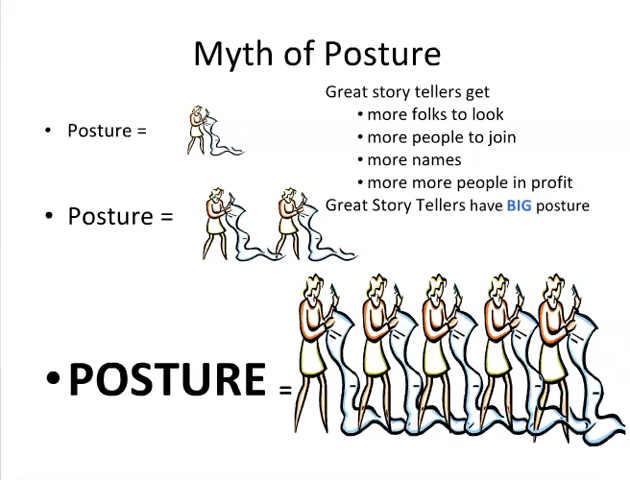 Myth of Posture
• Posture =
Great story tellers get
• more folks to look
• more people to join
• more names
• more more people in profit
Great Story Tellers have BIG posture
• Posture =
• POSTURE =